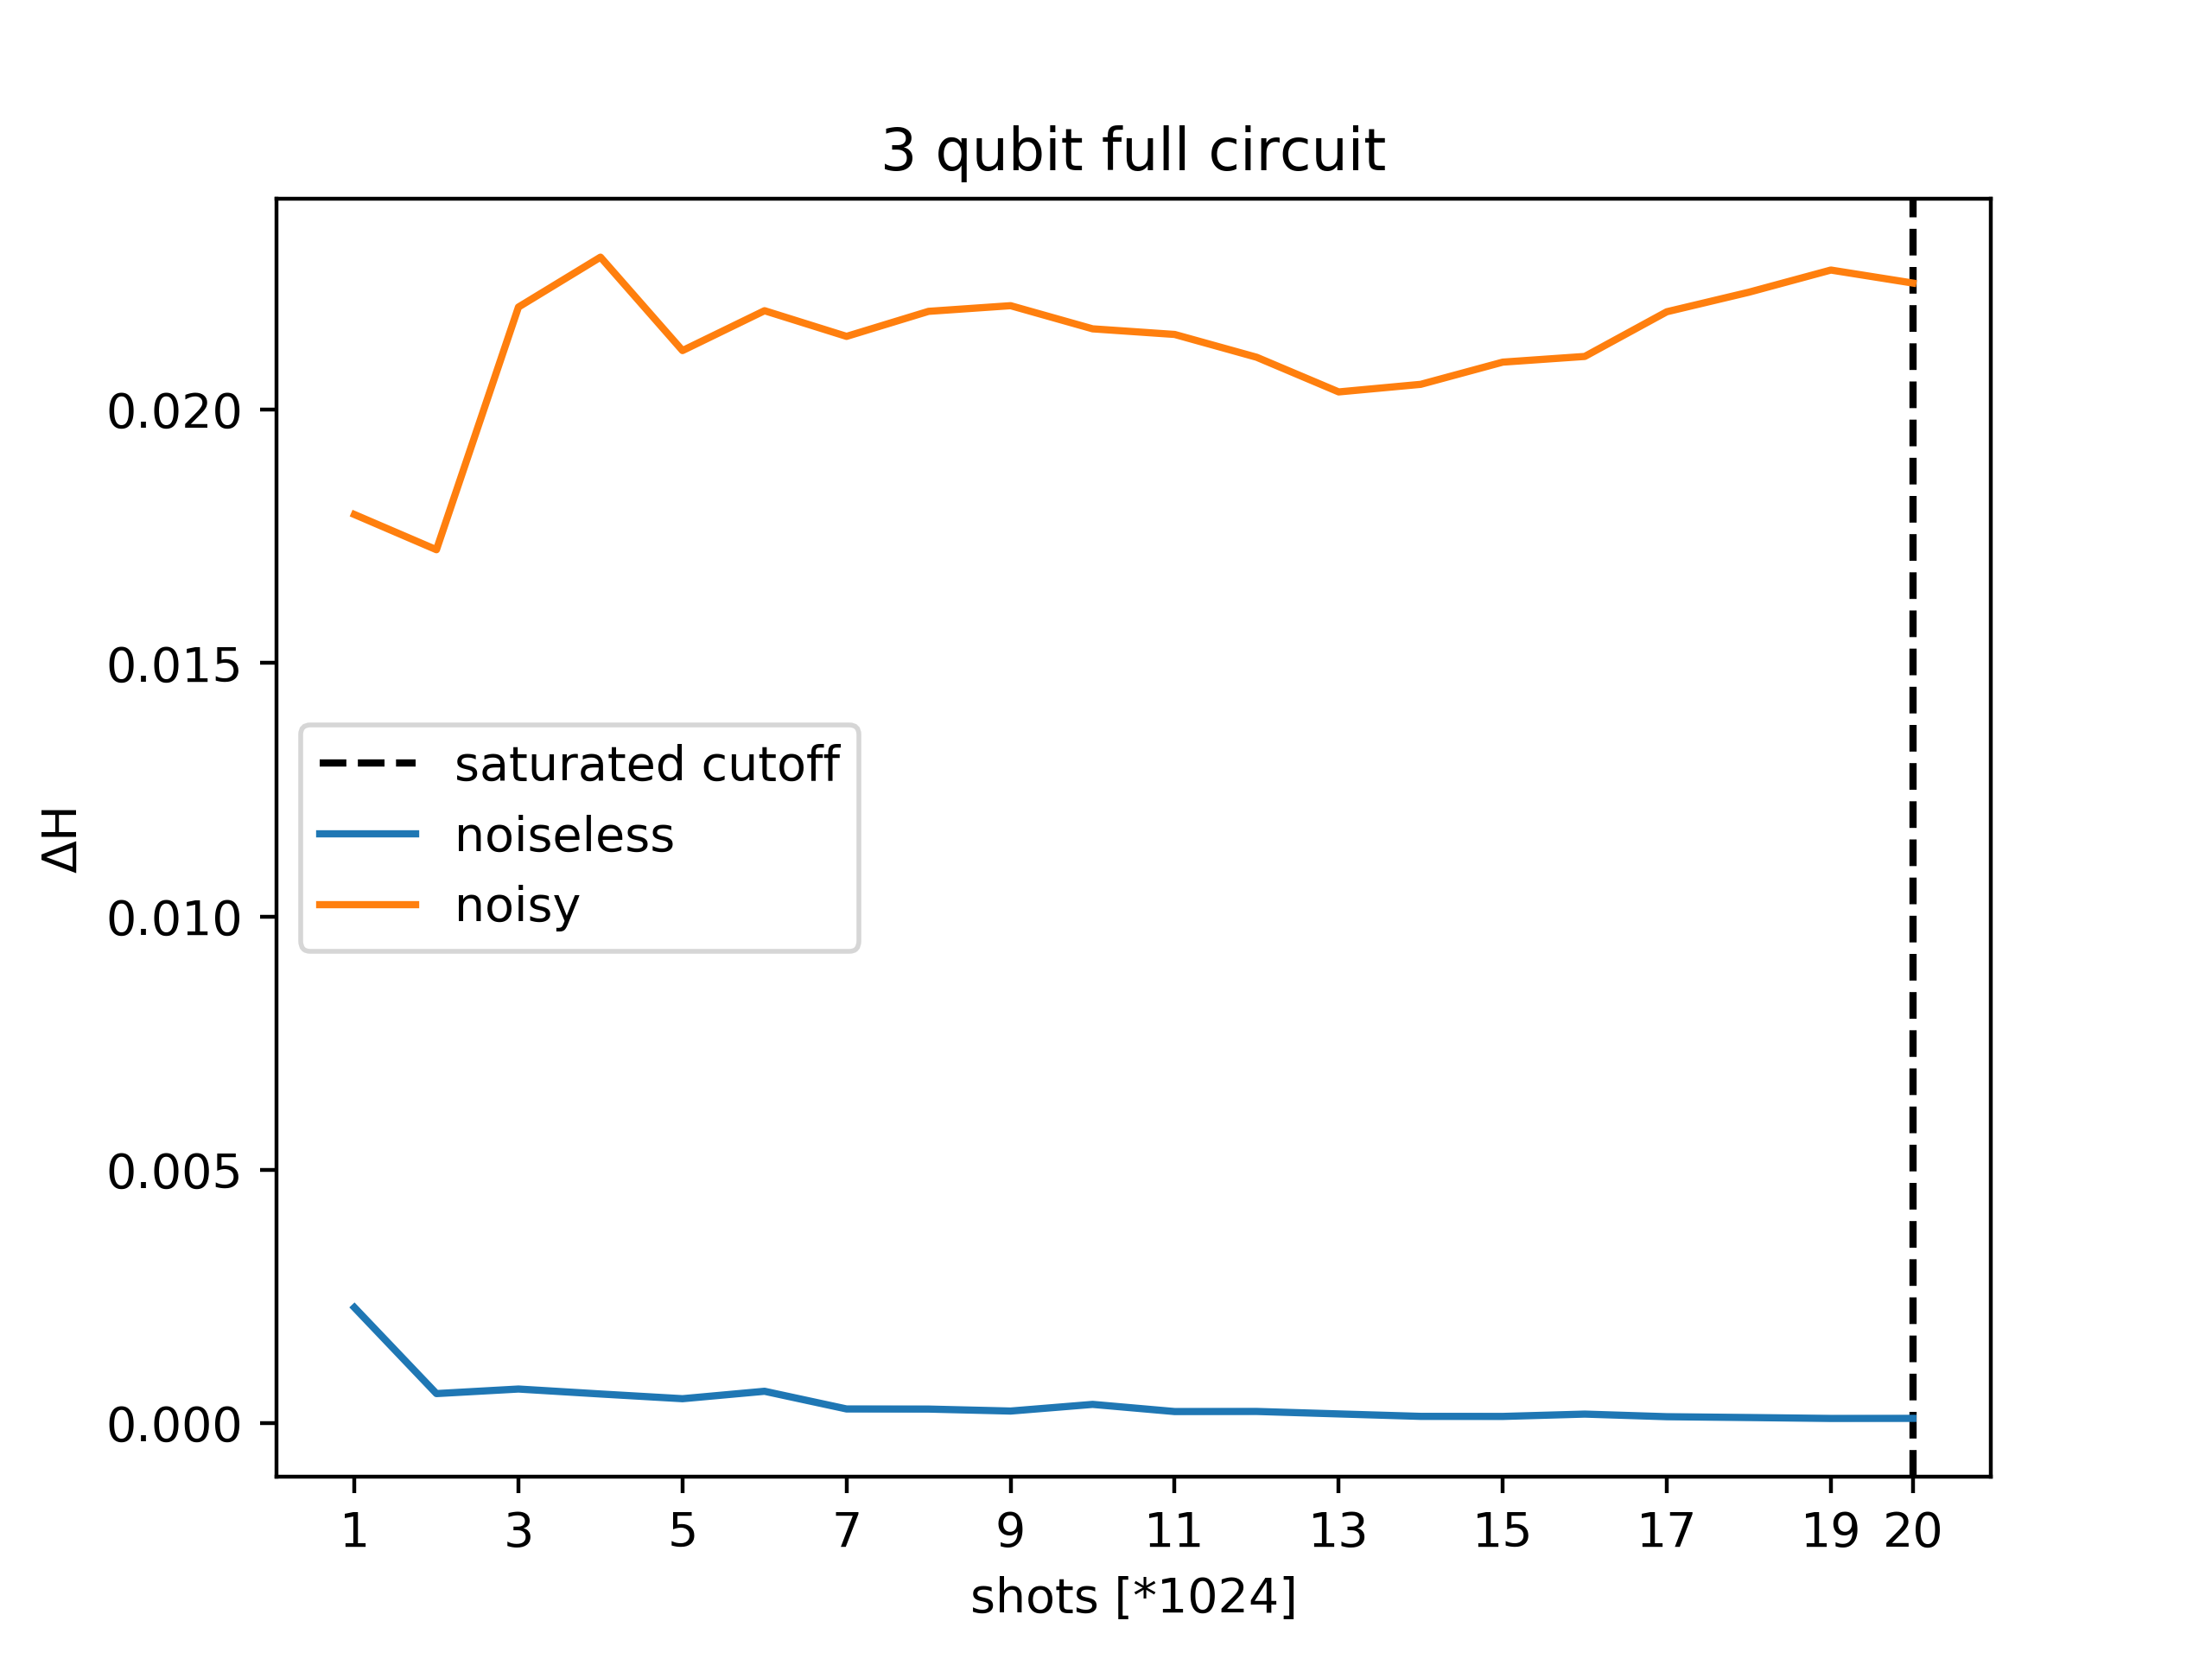 3 qubit full circuit
0.020
0.015
0.010
0.005
0.000
ΔH
saturated cutoff
noiseless
noisy
1 3 5 7 9 11 13 15 17 19 20
shots [*1024]